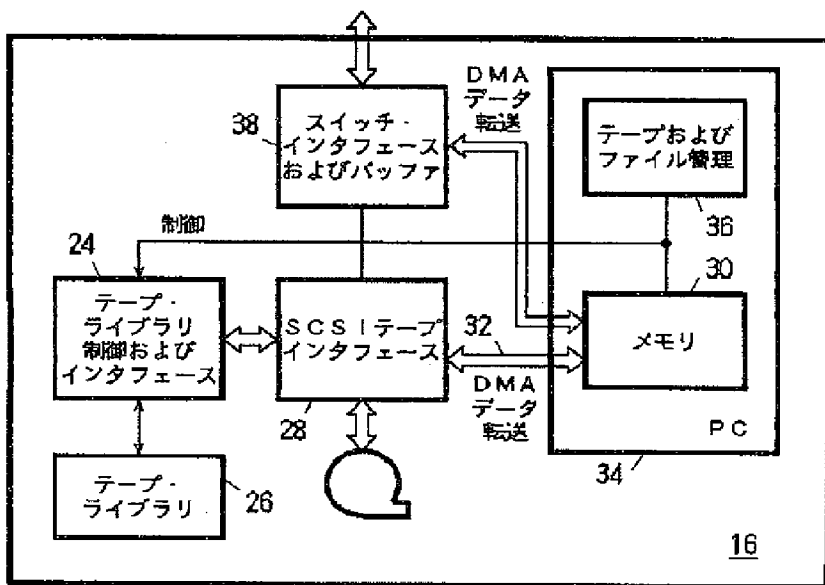 38
スイッチ・
インタフェース
およびバッファ
DMA
データ
転送
テープおよび
ファイル管理
36
制御
24
テープ・
ライブラリ
制御および
インタフェース
SCSIテープ
インタフェース
28
32
DMA
データ
転送
30
メモリ
PC
34
テープ・
ライブラリ
26
16